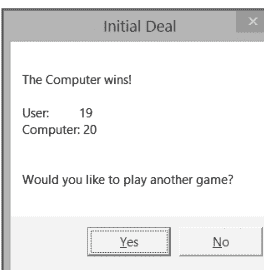 Initial Deal
The Computer wins!
User: 19
Computer: 20
Would you like to play another game?
Yes
No